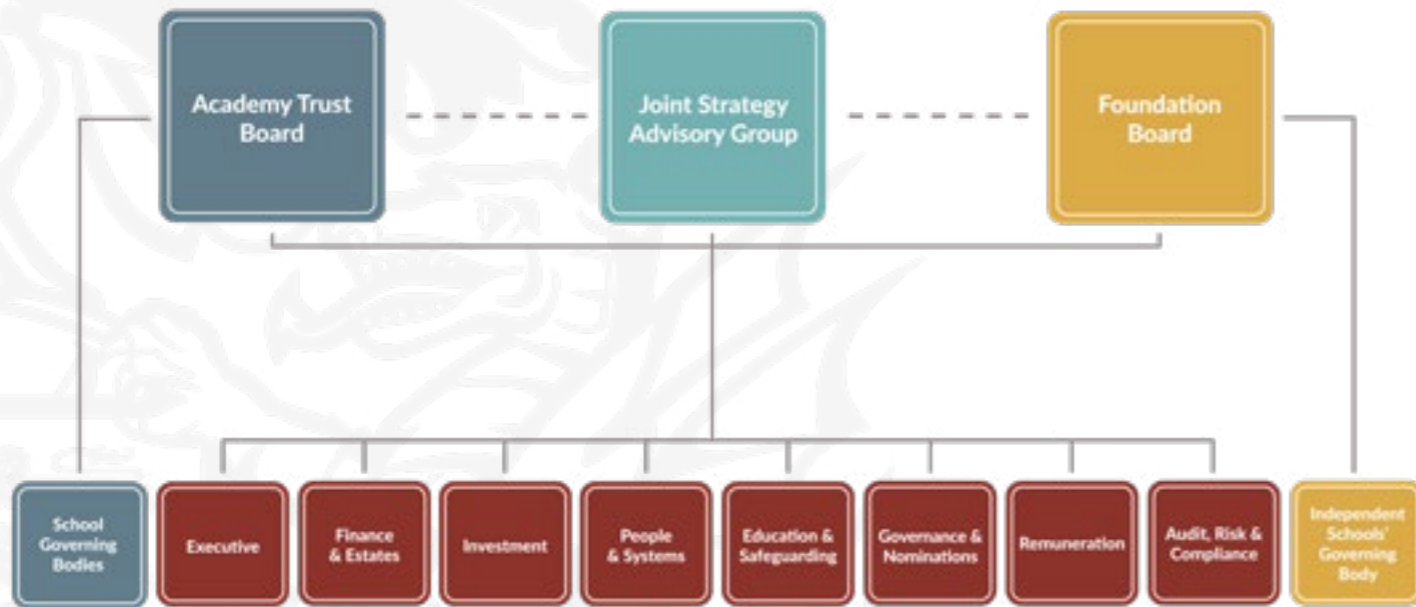 Academy Trust
Board
Joint Strategy
Advisory Group
Foundation
Board
School
Governing
Bodies
Executive
Finance
& Estates
Investment
People
& Systems
Education &
Safeguarding
Governance &
Nominations
Remuneration
Audit, Risk &
Compliance
Independent
Schools'
Governing
Body